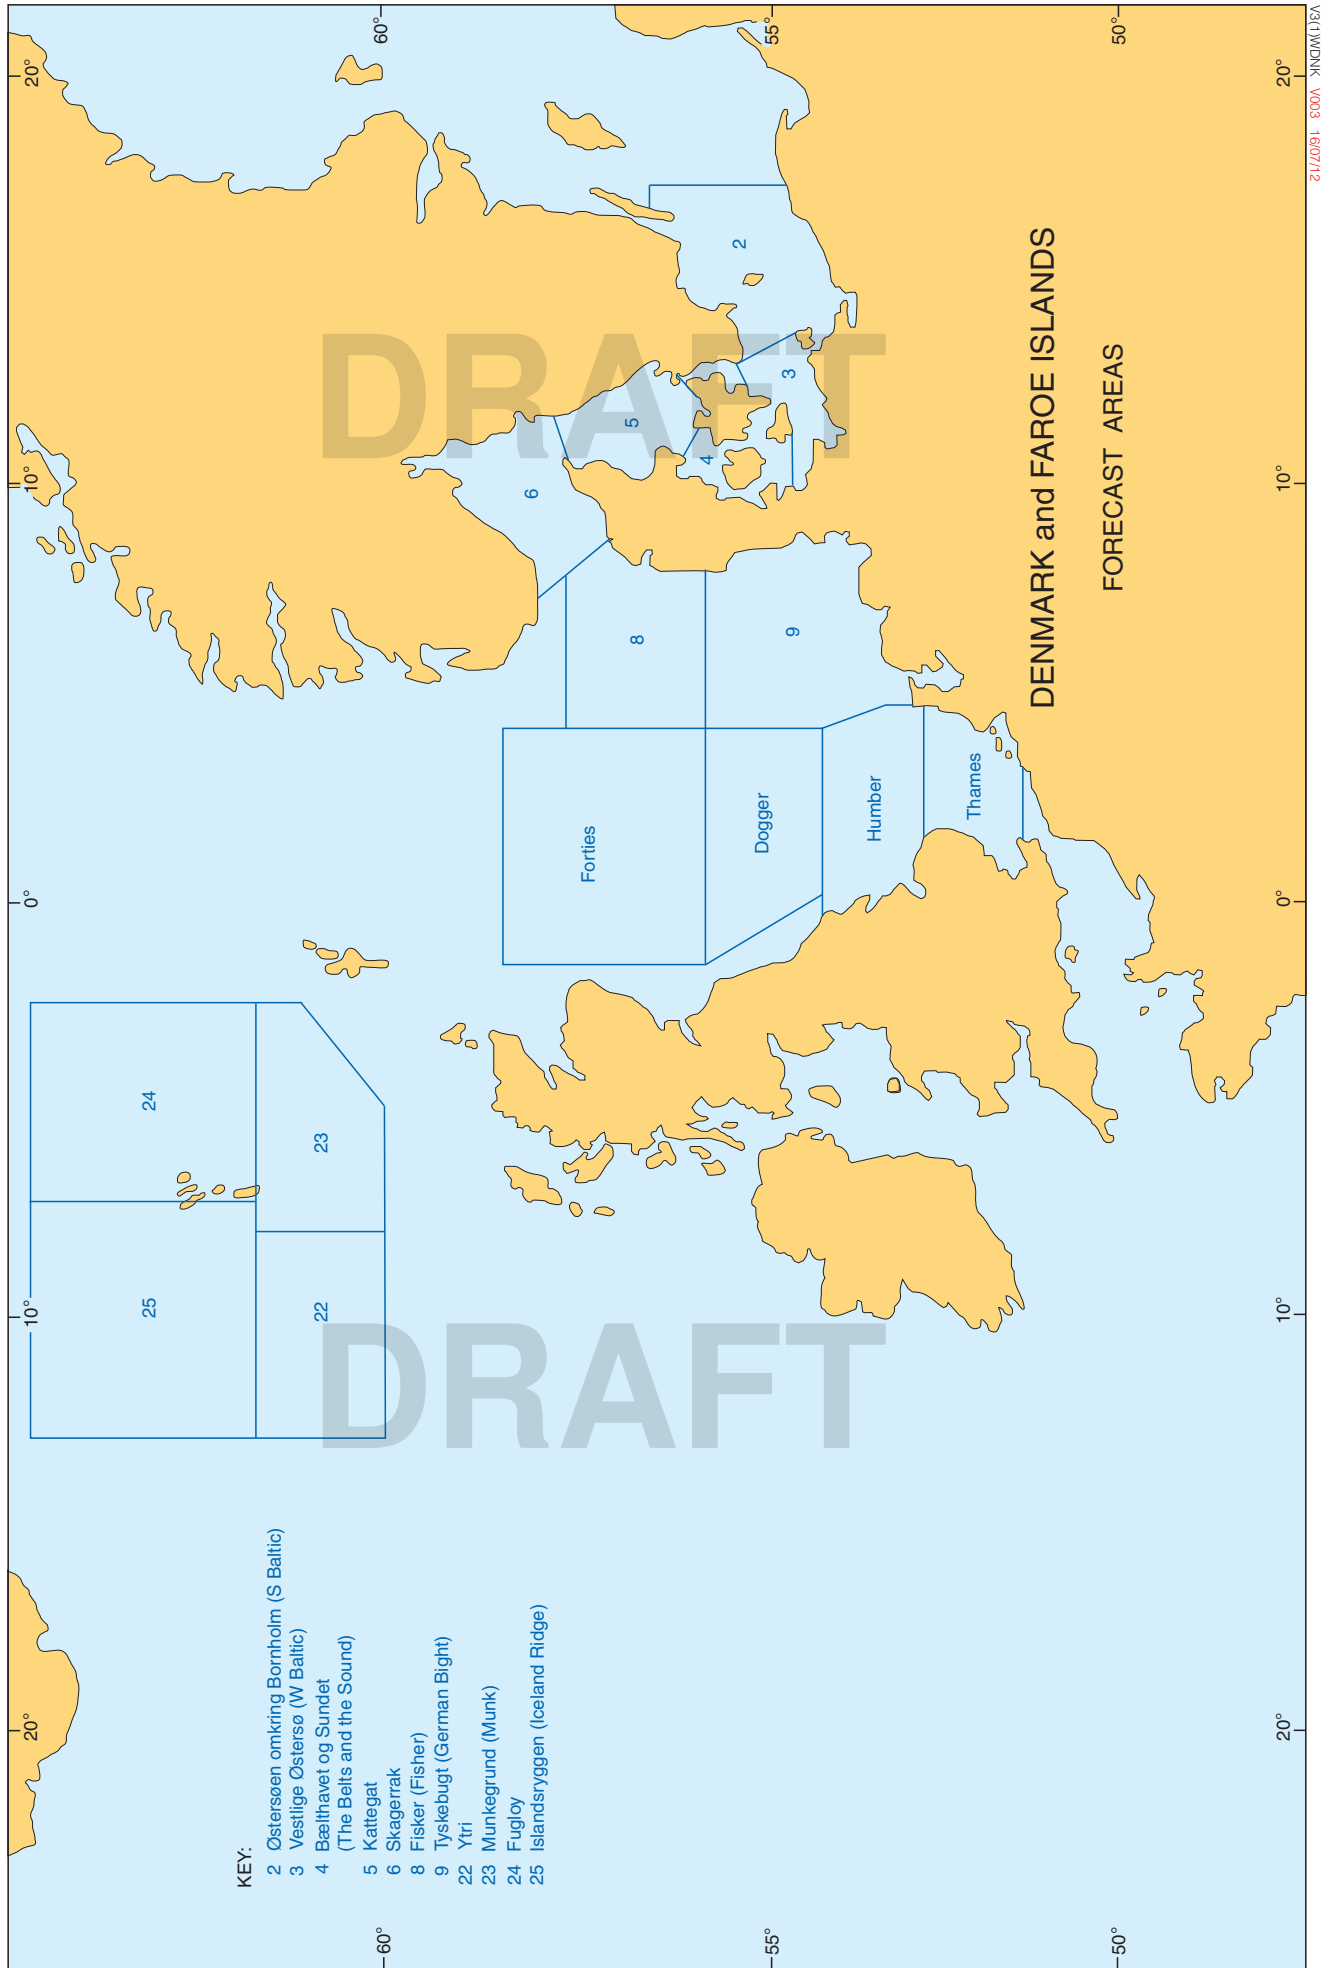 V3(1)WDNK V003 16/07/12
DENMARK and FAROE ISLANDS
FORECAST AREAS
DRAFT
DRAFT
20°
10°
0°
10°
20°
60°
55°
50°
20°
10°
0°
10°
20°
60°
55°
50°
25
24
22
23
Forties
Dogger
Humber
Thames
8
9
6
5
4
3
2
KEY:
2 Østersøen omkring Bornholm (S Baltic)
3 Vestlige Østersø (W Baltic)
4 Bælthavet og Sundet
(The Belts and the Sound)
5 Kattegat
6 Skagerrak
8 Fisker (Fisher)
9 Tyskebugt (German Bight)
22 Ytri
23 Munkegrund (Munk)
24 Fugloy
25 Islandsryggen (Iceland Ridge)